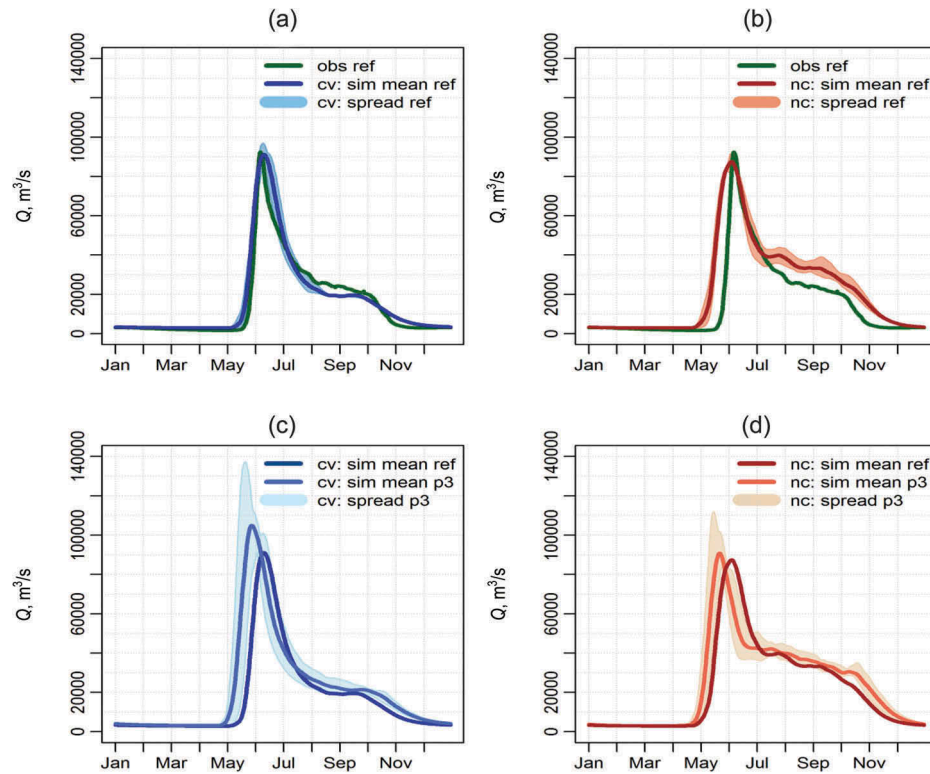 (a)
140000
100000
60000
20000
0
Q, m³/s
obs ref
cv: sim mean ref
cv: spread ref
Jan Mar May Jul Sep Nov
(b)
140000
100000
60000
20000
0
Q, m³/s
obs ref
nc: sim mean ref
nc: spread ref
Jan Mar May Jul Sep Nov
(c)
140000
100000
60000
20000
0
Q, m³/s
cv: sim mean ref
cv: sim mean p3
cv: spread p3
Jan Mar May Jul Sep Nov
(d)
140000
100000
60000
20000
0
Q, m³/s
nc: sim mean ref
nc: sim mean p3
nc: spread p3
Jan Mar May Jul Sep Nov